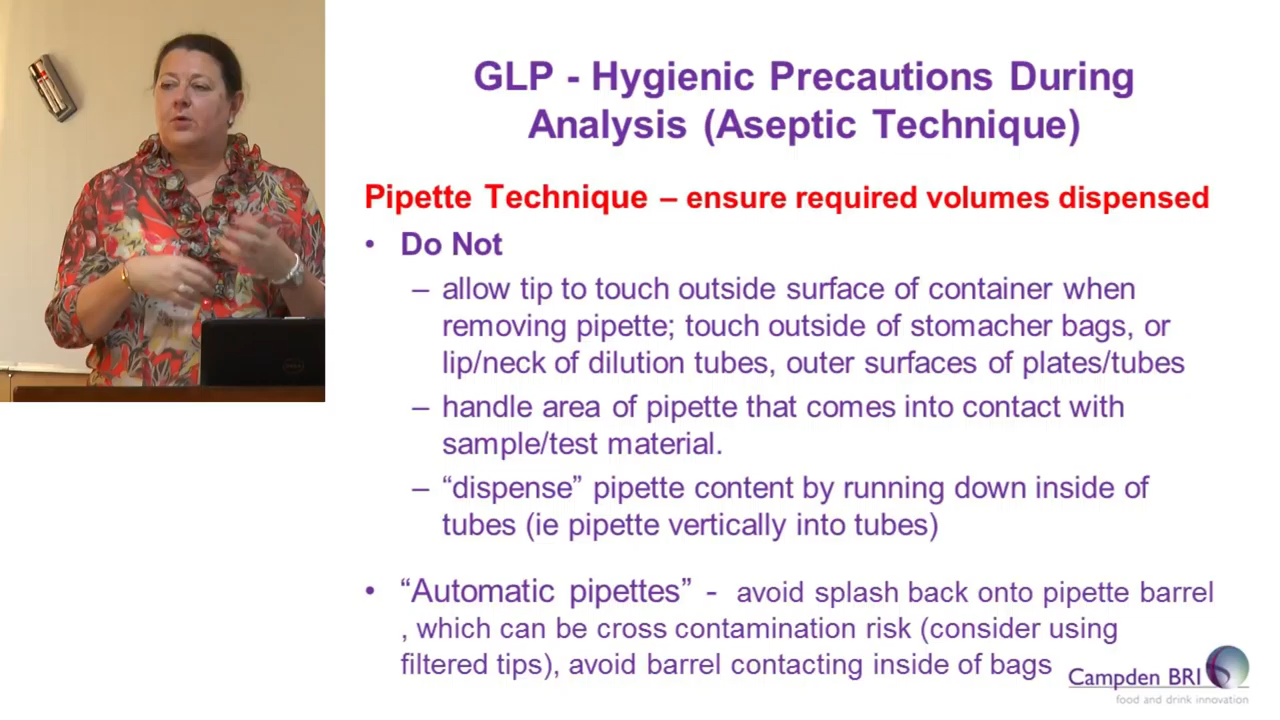 GLP - Hygienic Precautions During
Analysis (Aseptic Technique)
Pipette Technique – ensure required volumes dispensed
• Do Not
– allow tip to touch outside surface of container when
removing pipette; touch outside of stomacher bags, or
lip/neck of dilution tubes, outer surfaces of plates/tubes
– handle area of pipette that comes into contact with
sample/test material.
– “dispense” pipette content by running down inside of
tubes (ie pipette vertically into tubes)
• “Automatic pipettes” - avoid splash back onto pipette barrel
, which can be cross contamination risk (consider using
filtered tips), avoid barrel contacting inside of bags
Campden BRI
food and drink innovation